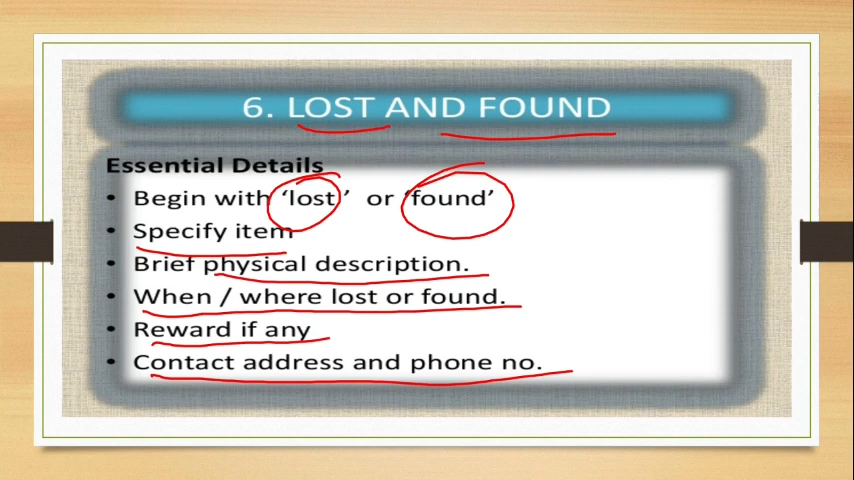 6. LOST AND FOUND
Essential Details
• Begin with ‘lost ’ or ‘found’
• Specify item
• Brief physical description.
• When / where lost or found.
• Reward if any
• Contact address and phone no.